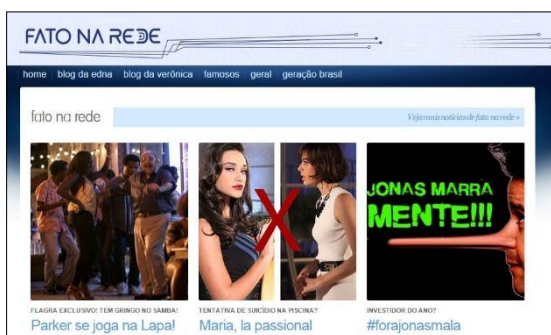 FATO NA REDE
home blog da edna blog da verônica famosos geral geração brasil
fato na rede
Veja mais notícias de fato na rede »
X
JONAS MARRA
MENTE!!!
FLAGRA EXCLUSIVO! TEM GRINGO NO SAMBA!
Parker se joga na Lapa!
TENTATIVA DE SUICÍDIO NA PISCINA?
Maria, la passional
INVESTIDOR DO ANO?
#forajonasmala